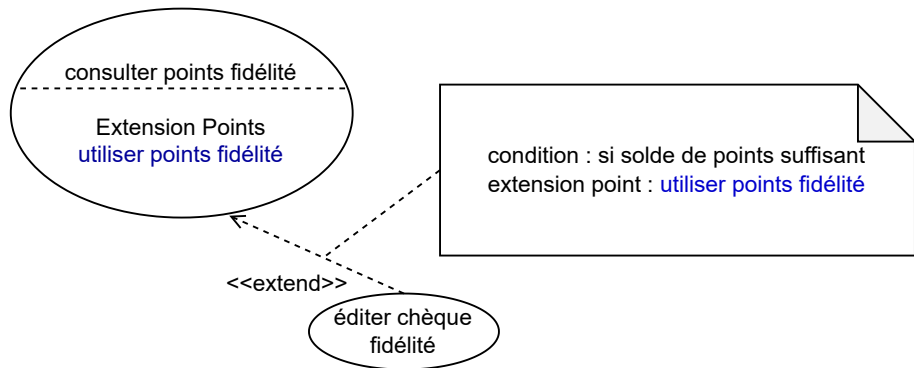 consulter points fidélité
Extension Points
utiliser points fidélité
condition : si solde de points suffisant
extension point : utiliser points fidélité
<<extend>>
éditer chèque
fidélité